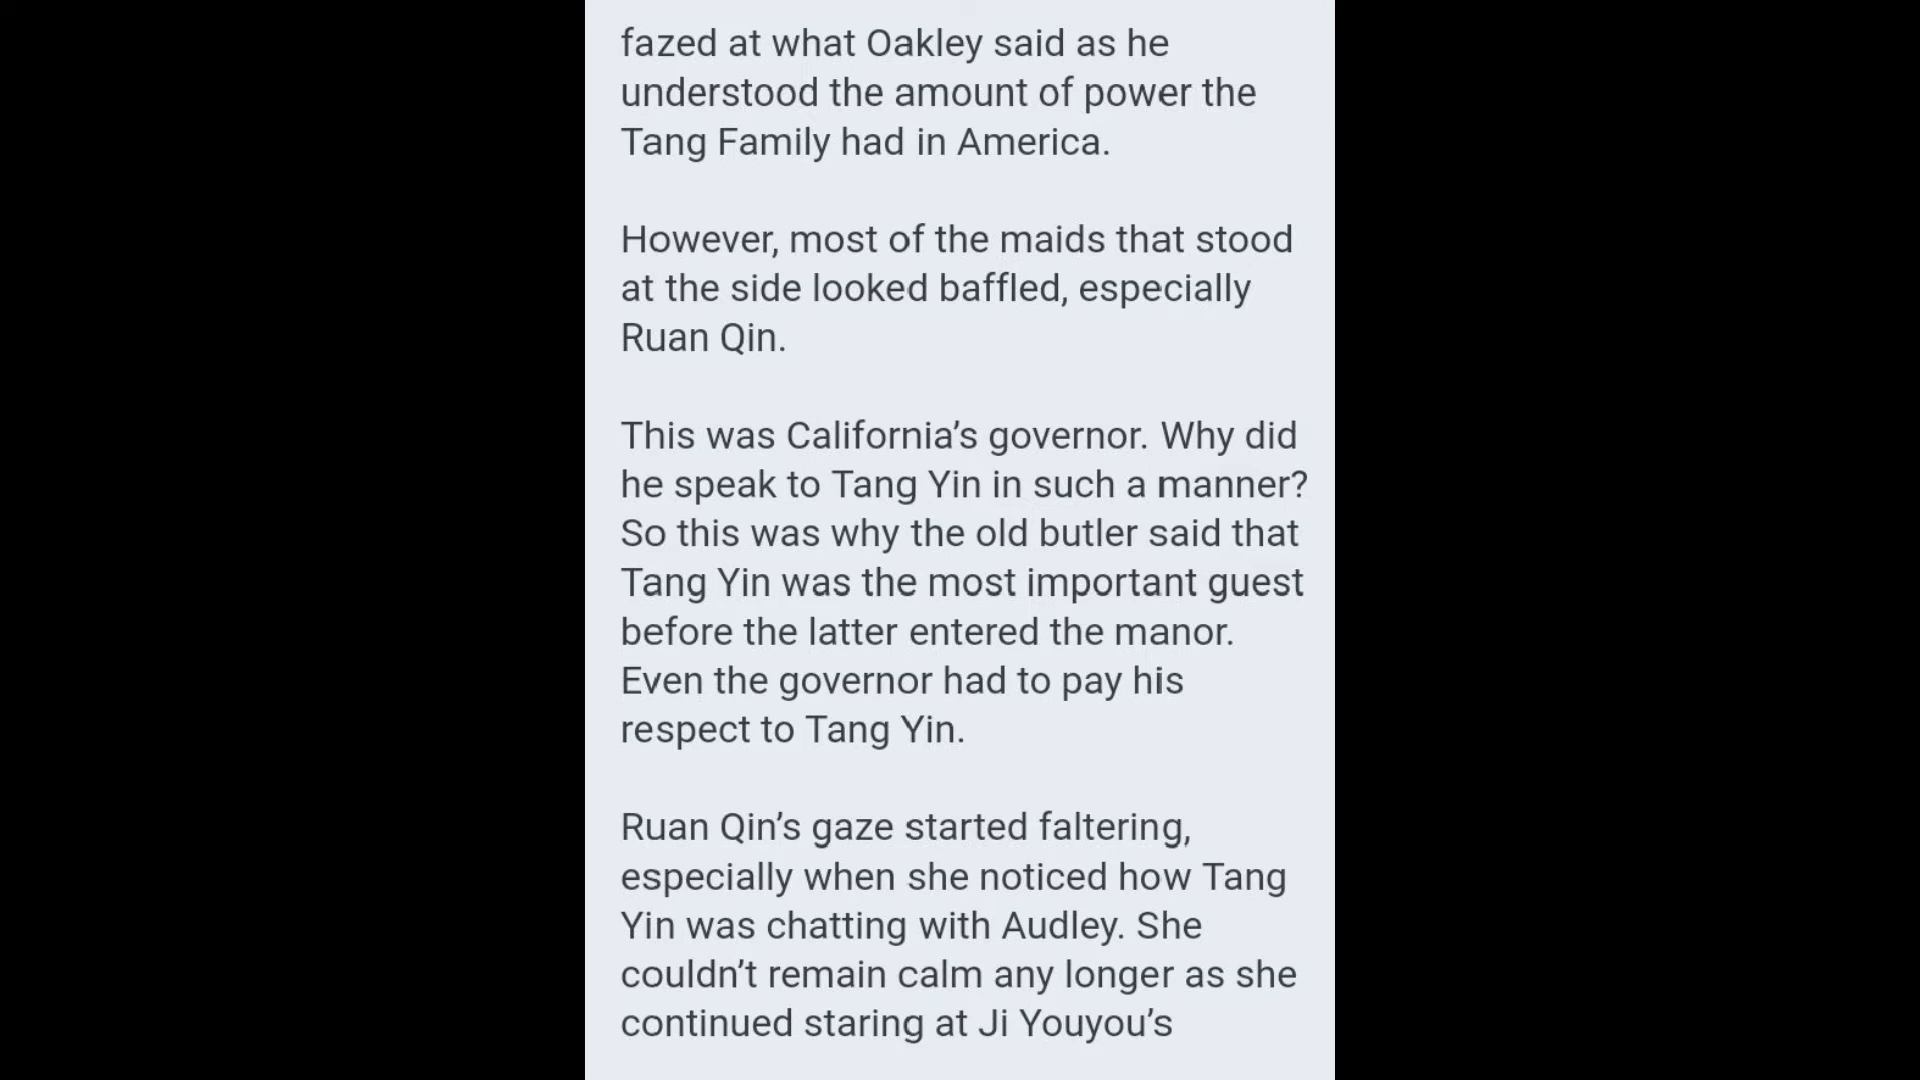 fazed at what Oakley said as he
understood the amount of power the
Tang Family had in America.
However, most of the maids that stood
at the side looked baffled, especially
Ruan Qin.
This was California’s governor. Why did
he speak to Tang Yin in such a manner?
So this was why the old butler said that
Tang Yin was the most important guest
before the latter entered the manor.
Even the governor had to pay his
respect to Tang Yin.
Ruan Qin’s gaze started faltering,
especially when she noticed how Tang
Yin was chatting with Audley. She
couldn’t remain calm any longer as she
continued staring at Ji Youyou’s